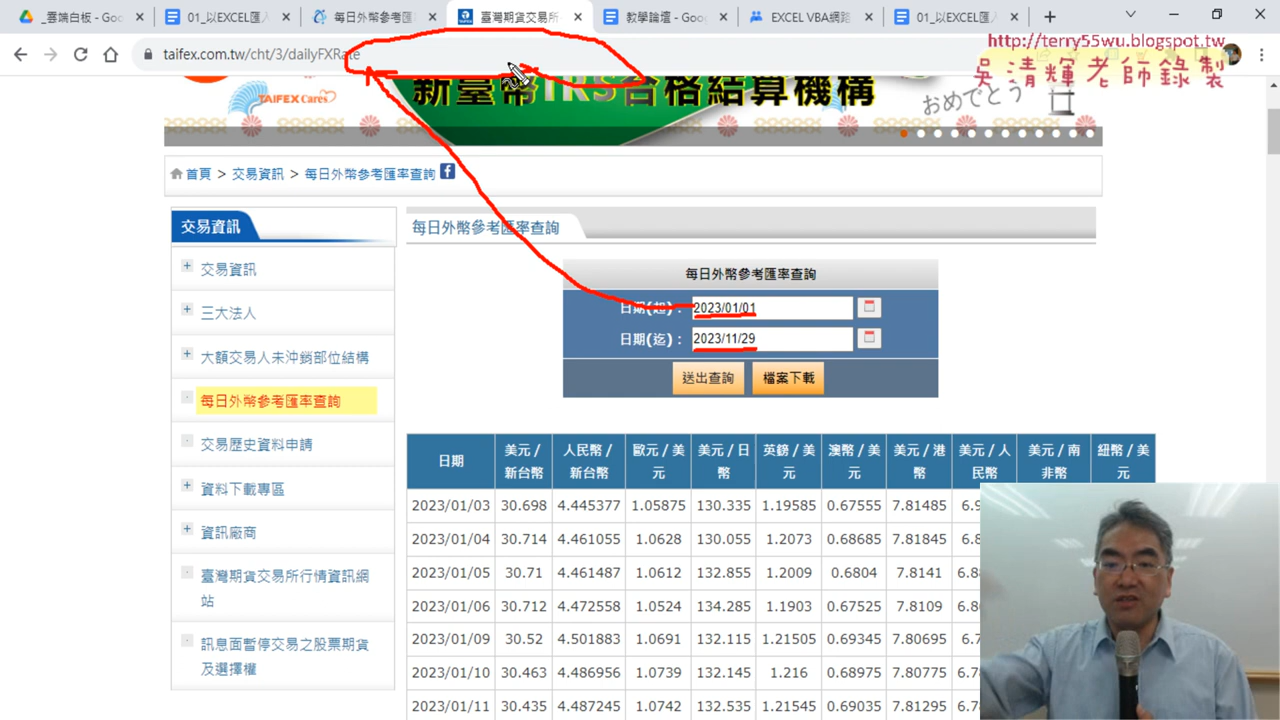 _雲端白板 - Goo
01_以EXCEL匯入
每日外幣參考匯
臺灣期貨交易所-
教學論壇 - Goo
EXCEL VBA網路
01_以EXCEL匯入
taifex.com.tw/cht/3/dailyFXRate
http://terry55wu.blogspot.tw
吳清輝老師錄製
TAIFEX Cares
新臺幣IRS合格結算機構
おめでとう
首頁 > 交易資訊 > 每日外幣參考匯率查詢
交易資訊
交易資訊
三大法人
大額交易人未沖銷部位結構
每日外幣參考匯率查詢
交易歷史資料申請
資料下載專區
資訊廠商
臺灣期貨交易所行情資訊網
站
訊息面暫停交易之股票期貨
及選擇權
每日外幣參考匯率查詢
每日外幣參考匯率查詢
日期(起)： 2023/01/01
日期(迄)： 2023/11/29
送出查詢 檔案下載
日期 美元／新台幣 人民幣／新台幣 歐元／美元 美元／日幣 英鎊／美元 澳幣／美元 美元／港幣 美元／人民幣 美元／南非幣 紐幣／美元
2023/01/03 30.698 4.445377 1.05875 130.335 1.19585 0.67555 7.81485
2023/01/04 30.714 4.461055 1.0628 130.055 1.2073 0.68685 7.81845
2023/01/05 30.71 4.461487 1.0612 132.855 1.2009 0.6804 7.8141
2023/01/06 30.712 4.472558 1.0524 134.285 1.1903 0.67525 7.8109
2023/01/09 30.52 4.501883 1.0691 132.115 1.21505 0.69345 7.80695
2023/01/10 30.463 4.486956 1.0739 132.145 1.216 0.68975 7.80775
2023/01/11 30.435 4.487245 1.0742 132.535 1.21545 0.69035 7.81295